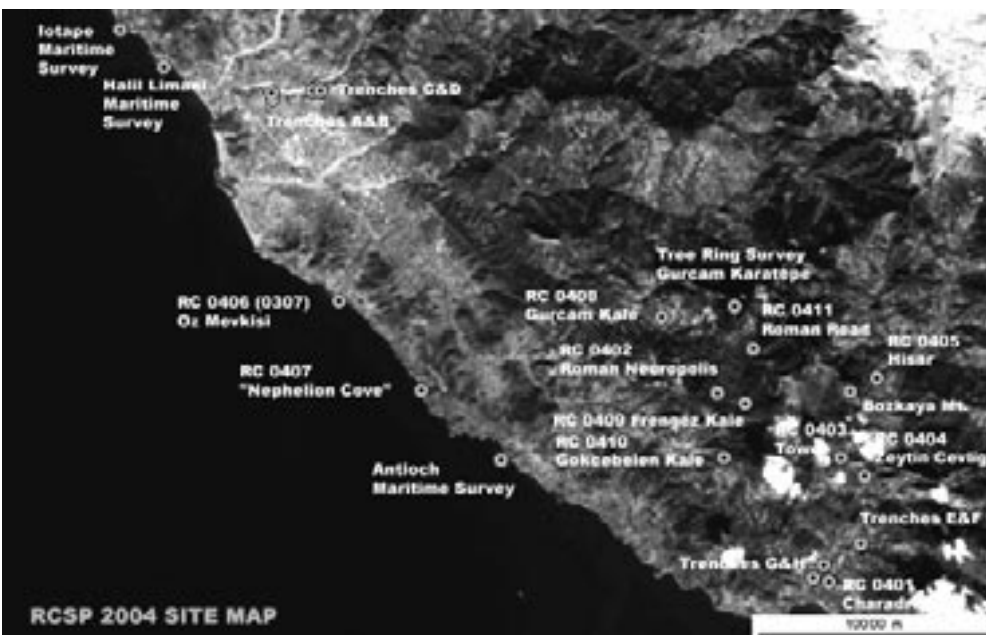 Iotape
Maritime
Survey
Halil Limani
Maritime
Survey
Trenches C&D
Trenches A&B
Tree Ring Survey
Gurcam Karatepe
RC 0408
Gurcam Kale
RC 0411
Roman Road
RC 0406 (0307)
Oz Mevkisi
RC 0402
Roman Necropolis
RC 0405
Hisar
RC 0407
"Nephelion Cove"
Bozkaya Mt.
RC 0409 Frengez Kale
RC 0403
RC 0410
Gokcebelen Kale
RC 0404
Zeytin Cevlig
Antioch
Maritime Survey
Trenches E&F
Trenches G&H
RC 0401
RCSP 2004 SITE MAP
10000 m